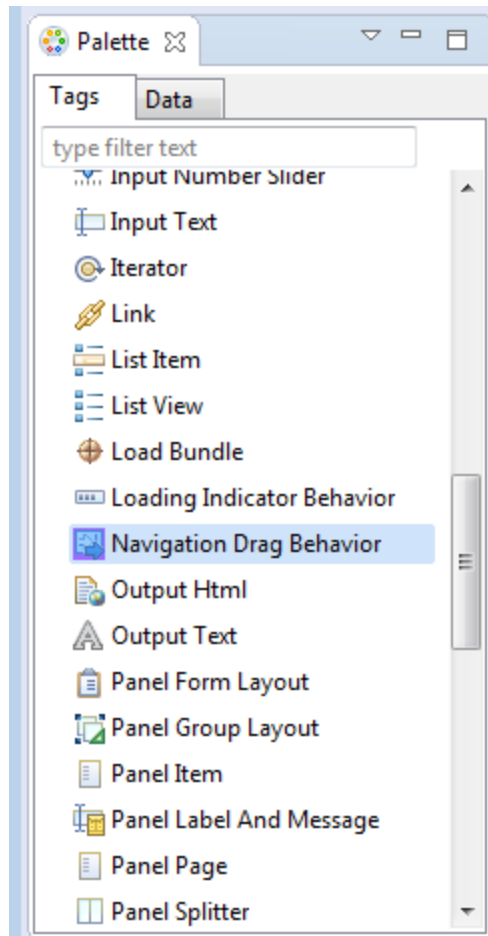 Palette
Tags Data
type filter text
Input Number Slider
Input Text
Iterator
Link
List Item
List View
Load Bundle
Loading Indicator Behavior
Navigation Drag Behavior
Output Html
Output Text
Panel Form Layout
Panel Group Layout
Panel Item
Panel Label And Message
Panel Page
Panel Splitter